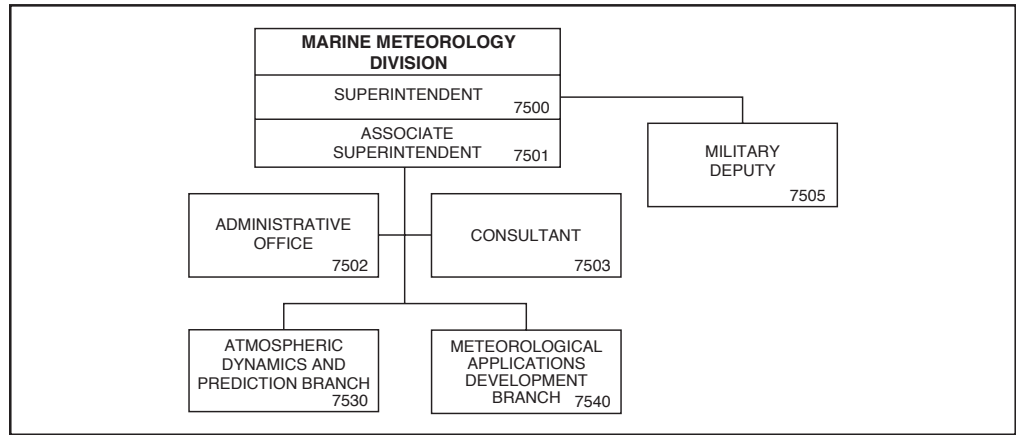 MARINE METEOROLOGY
DIVISION
SUPERINTENDENT
7500
ASSOCIATE
SUPERINTENDENT
7501
MILITARY
DEPUTY
7505
ADMINISTRATIVE
OFFICE
7502
CONSULTANT
7503
ATMOSPHERIC
DYNAMICS AND
PREDICTION BRANCH
7530
METEOROLOGICAL
APPLICATIONS
DEVELOPMENT
BRANCH 7540